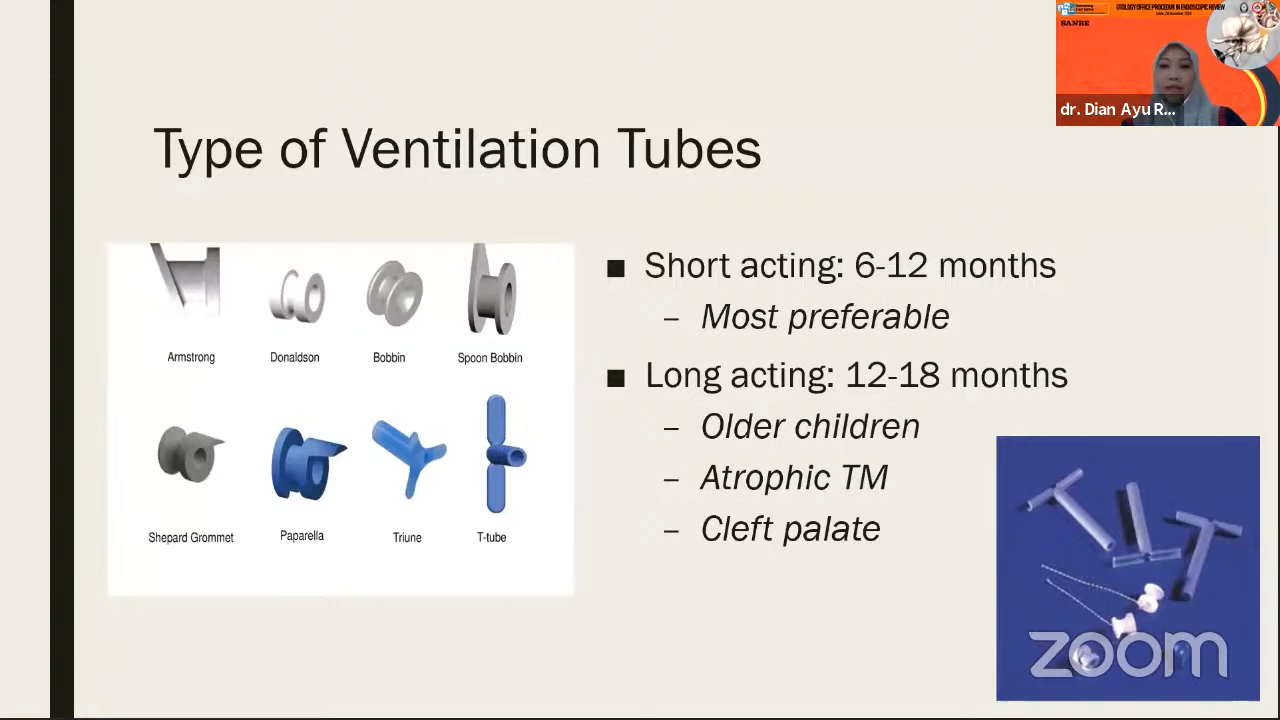 OTOLOGY OFFICE PROCEDUR IN ENDOSCOPIC REVIEW
SANBE
dr. Dian Ayu R...
Type of Ventilation Tubes
Armstrong
Donaldson
Bobbin
Spoon Bobbin
Shepard Grommet
Paparella
Triune
T-tube
■ Short acting: 6-12 months
– Most preferable
■ Long acting: 12-18 months
– Older children
– Atrophic TM
– Cleft palate
zoom